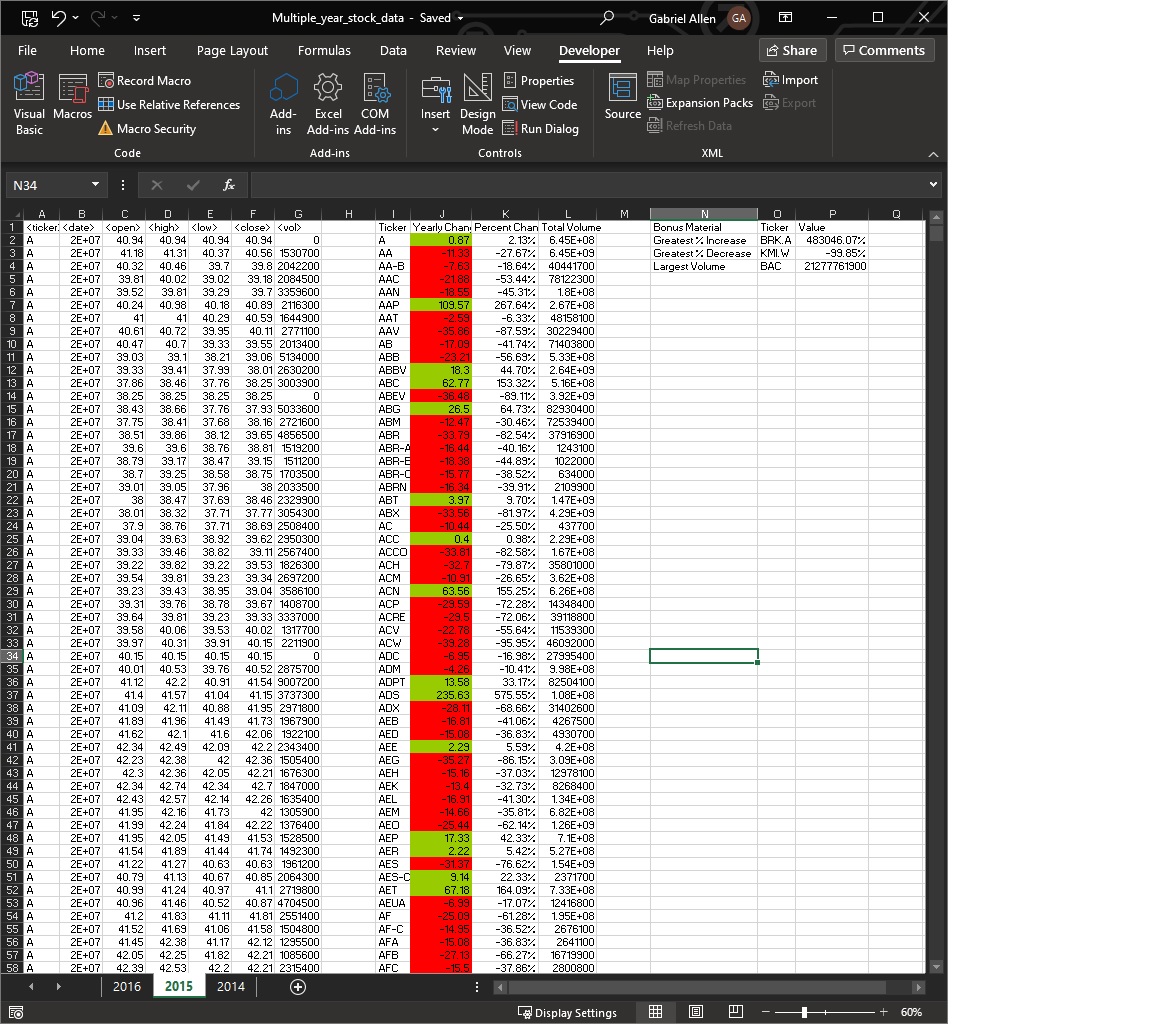 Multiple_year_stock_data - Saved Gabriel Allen GA
File Home Insert Page Layout Formulas Data Review View Developer Help Share Comments
Visual Basic Macros Record Macro Use Relative References Macro Security
Add-ins Excel Add-ins COM Add-ins
Insert Design Mode Properties View Code Run Dialog
Source Map Properties Expansion Packs Refresh Data Import Export
Code Add-ins Controls XML
N34 fx
A B C D E F G H I J K L M N O P Q
1 <ticker> <date> <open> <high> <low> <close> <vol> Ticker Yearly Chan Percent Chan Total Volume Bonus Material Ticker Value
2 A 2E+07 40.94 40.94 40.94 40.94 0 A 0.87 2.13% 6.45E+08 Greatest % Increase BRK.A 483046.07%
3 A 2E+07 41.18 41.31 40.37 40.56 1530700 AA -11.33 -27.67% 6.45E+09 Greatest % Decrease KMI.W -99.85%
4 A 2E+07 40.32 40.46 39.7 39.8 2042200 AA-B -7.63 -18.64% 40441700 Largest Volume BAC 21277761900
5 A 2E+07 39.81 40.02 39.02 39.18 2084500 AAC -21.88 -53.44% 78122300
6 A 2E+07 39.52 39.81 39.29 39.7 3359600 AAN -18.55 -45.31% 1.8E+08
7 A 2E+07 40.24 40.98 40.18 40.89 2116300 AAP 109.57 267.64% 2.67E+08
8 A 2E+07 41 41 40.29 40.59 1644900 AAT -2.59 -6.33% 48158100
9 A 2E+07 40.61 40.72 39.95 40.11 2771100 AAV -35.86 -87.59% 30229400
10 A 2E+07 40.47 40.7 39.33 39.55 2013400 AB -17.09 -41.74% 71403800
11 A 2E+07 39.03 39.1 38.21 39.06 5134000 ABB -23.21 -56.69% 5.33E+08
12 A 2E+07 39.33 39.41 37.99 38.01 2630200 ABBV 18.3 44.70% 2.64E+09
13 A 2E+07 37.86 38.46 37.76 38.25 3003900 ABC 62.77 153.32% 5.16E+08
14 A 2E+07 38.25 38.25 38.25 38.25 0 ABEV -36.48 -89.11% 3.92E+09
15 A 2E+07 38.43 38.66 37.76 37.93 5033600 ABG 26.5 64.73% 82930400
16 A 2E+07 37.75 38.41 37.68 38.16 2721600 ABM -12.47 -30.46% 72539400
17 A 2E+07 38.51 39.86 38.12 39.65 4856500 ABR -33.79 -82.54% 37916900
18 A 2E+07 39.6 39.6 38.76 38.81 1519200 ABR-A -16.44 -40.16% 1243100
19 A 2E+07 38.79 39.17 38.47 39.15 1511200 ABR-B -18.38 -44.89% 1022000
20 A 2E+07 38.7 39.25 38.58 38.75 1703500 ABR-C -15.77 -38.52% 634000
21 A 2E+07 39.01 39.05 37.96 38 2033500 ABRN -16.34 -39.91% 2109900
22 A 2E+07 38 38.47 37.69 38.46 2329900 ABT 3.97 9.70% 1.47E+09
23 A 2E+07 38.01 38.32 37.71 37.77 3054300 ABX -33.56 -81.97% 4.29E+09
24 A 2E+07 37.9 38.76 37.71 38.69 2508400 AC -10.44 -25.50% 437700
25 A 2E+07 39.04 39.63 38.92 39.62 2950300 ACC 0.4 0.98% 2.29E+08
26 A 2E+07 39.33 39.46 38.82 39.11 2567400 ACCO -33.81 -82.58% 1.67E+08
27 A 2E+07 39.22 39.82 39.22 39.53 1826300 ACH -32.7 -79.87% 35801000
28 A 2E+07 39.54 39.81 39.23 39.34 2697200 ACM -10.91 -26.65% 3.62E+08
29 A 2E+07 39.23 39.43 38.95 39.04 3586100 ACN 63.56 155.25% 6.26E+08
30 A 2E+07 39.31 39.76 38.78 39.67 1408700 ACP -29.59 -72.28% 14348400
31 A 2E+07 39.64 39.81 39.23 39.33 3337000 ACRE -29.5 -72.06% 39118800
32 A 2E+07 39.58 40.06 39.53 40.02 1317700 ACV -22.78 -55.64% 11539300
33 A 2E+07 39.97 40.31 39.91 40.15 2211900 ACW -39.28 -95.95% 46092000
34 A 2E+07 40.15 40.15 40.15 40.15 0 ADC -6.95 -16.98% 27995400
35 A 2E+07 40.01 40.53 39.76 40.52 2875700 ADM -4.26 -10.41% 9.98E+08
36 A 2E+07 41.12 42.2 40.91 41.54 9007200 ADPT 13.58 33.17% 82504100
37 A 2E+07 41.4 41.57 41.04 41.15 3737300 ADS 235.63 575.55% 1.08E+08
38 A 2E+07 41.09 42.11 40.88 41.95 2971800 ADX -28.11 -68.66% 31402600
39 A 2E+07 41.89 41.96 41.49 41.73 1967900 AEB -16.81 -41.06% 4267500
40 A 2E+07 41.62 42.1 41.6 42.06 1922100 AED -15.08 -36.83% 4930700
41 A 2E+07 42.34 42.49 42.09 42.2 2343400 AEE 2.29 5.59% 4.2E+08
42 A 2E+07 42.23 42.38 42 42.36 1505400 AEG -35.27 -86.15% 3.09E+08
43 A 2E+07 42.3 42.36 42.05 42.21 1676300 AEH -15.16 -37.03% 12978100
44 A 2E+07 42.34 42.74 42.34 42.7 1847000 AEK -13.4 -32.73% 8268400
45 A 2E+07 42.43 42.57 42.14 42.26 1635400 AEL -16.91 -41.30% 1.34E+08
46 A 2E+07 41.95 42.16 41.73 42 1305900 AEM -14.66 -35.81% 6.82E+08
47 A 2E+07 41.99 42.24 41.84 42.22 1376400 AEO -25.44 -62.14% 1.26E+09
48 A 2E+07 41.95 42.05 41.49 41.53 1528500 AEP 17.33 42.33% 7.1E+08
49 A 2E+07 41.54 41.89 41.44 41.74 1492300 AER 2.22 5.42% 5.27E+08
50 A 2E+07 41.22 41.27 40.63 40.63 1961200 AES -31.37 -76.62% 1.54E+09
51 A 2E+07 40.79 41.13 40.67 40.85 2064300 AES-C 9.14 22.33% 2371700
52 A 2E+07 40.99 41.24 40.97 41.1 2719800 AET 67.18 164.09% 7.33E+08
53 A 2E+07 40.96 41.46 40.52 40.87 4704500 AEUA -6.99 -17.07% 12416800
54 A 2E+07 41.2 41.83 41.11 41.81 2551400 AF -25.09 -61.28% 1.95E+08
55 A 2E+07 41.52 41.69 41.06 41.58 1504800 AF-C -14.95 -36.52% 2676100
56 A 2E+07 41.45 42.38 41.17 42.12 1295500 AFA -15.08 -36.83% 2641100
57 A 2E+07 42.05 42.25 41.82 42.21 1085600 AFB -27.13 -66.27% 16719900
58 A 2E+07 42.39 42.53 42.2 42.21 2315400 AFC -15.5 -37.86% 2800800
2016 2015 2014
Display Settings 60%